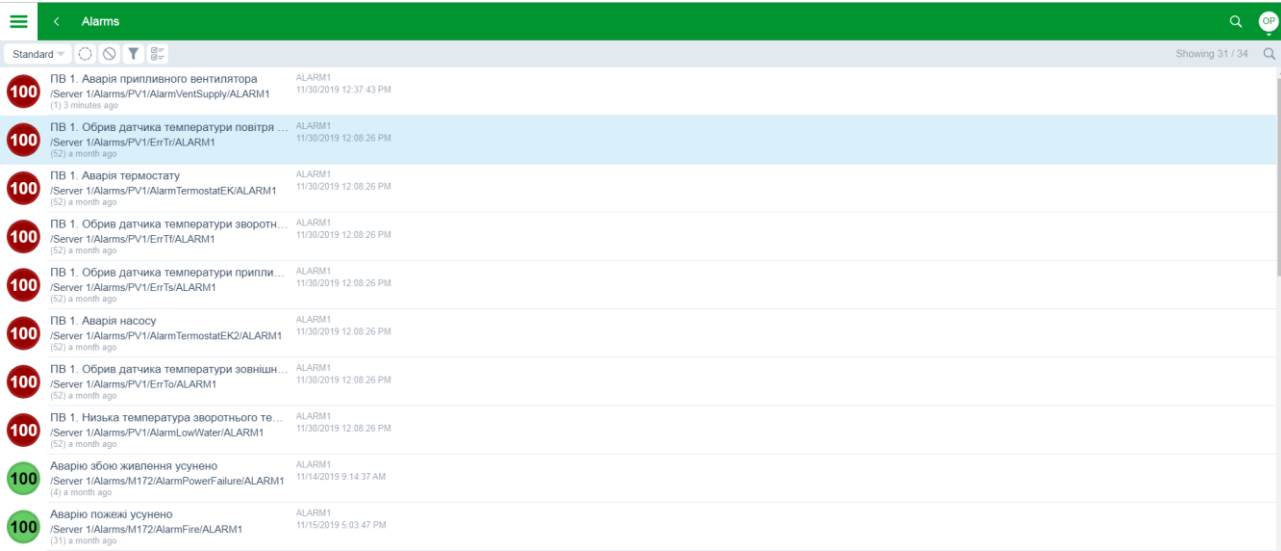 Alarms
OP
Standard
Showing 31 / 34
100
ПВ 1. Аварія припливного вентилятора
ALARM1
/Server 1/Alarms/PV1/AlarmVentSupply/ALARM1
11/30/2019 12:37:43 PM
(1) 3 minutes ago
100
ПВ 1. Обрив датчика температури повітря ...
ALARM1
/Server 1/Alarms/PV1/ErrTr/ALARM1
11/30/2019 12:08:26 PM
(52) a month ago
100
ПВ 1. Аварія термостату
ALARM1
/Server 1/Alarms/PV1/AlarmTermostatEK/ALARM1
11/30/2019 12:08:26 PM
(52) a month ago
100
ПВ 1. Обрив датчика температури зворотн...
ALARM1
/Server 1/Alarms/PV1/ErrTf/ALARM1
11/30/2019 12:08:26 PM
(52) a month ago
100
ПВ 1. Обрив датчика температури припли...
ALARM1
/Server 1/Alarms/PV1/ErrTs/ALARM1
11/30/2019 12:08:26 PM
(52) a month ago
100
ПВ 1. Аварія насосу
ALARM1
/Server 1/Alarms/PV1/AlarmTermostatEK2/ALARM1
11/30/2019 12:08:26 PM
(52) a month ago
100
ПВ 1. Обрив датчика температури зовнішн...
ALARM1
/Server 1/Alarms/PV1/ErrTo/ALARM1
11/30/2019 12:08:26 PM
(52) a month ago
100
ПВ 1. Низька температура зворотнього те...
ALARM1
/Server 1/Alarms/PV1/AlarmLowWater/ALARM1
11/30/2019 12:08:26 PM
(52) a month ago
100
Аварію збою живлення усунено
ALARM1
/Server 1/Alarms/M172/AlarmPowerFailure/ALARM1
11/14/2019 9:14:37 AM
(4) a month ago
100
Аварію пожежі усунено
ALARM1
/Server 1/Alarms/M172/AlarmFire/ALARM1
11/15/2019 5:03:47 PM
(31) a month ago